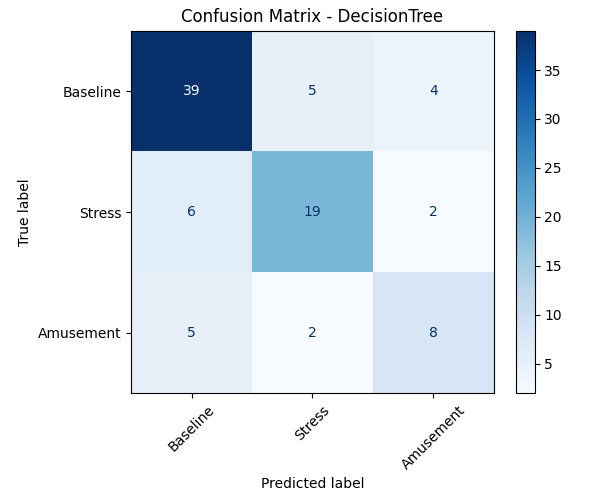 Confusion Matrix - DecisionTree
True label
Baseline 39 5 4
Stress 6 19 2
Amusement 5 2 8
Baseline Stress Amusement
Predicted label
35
30
25
20
15
10
5